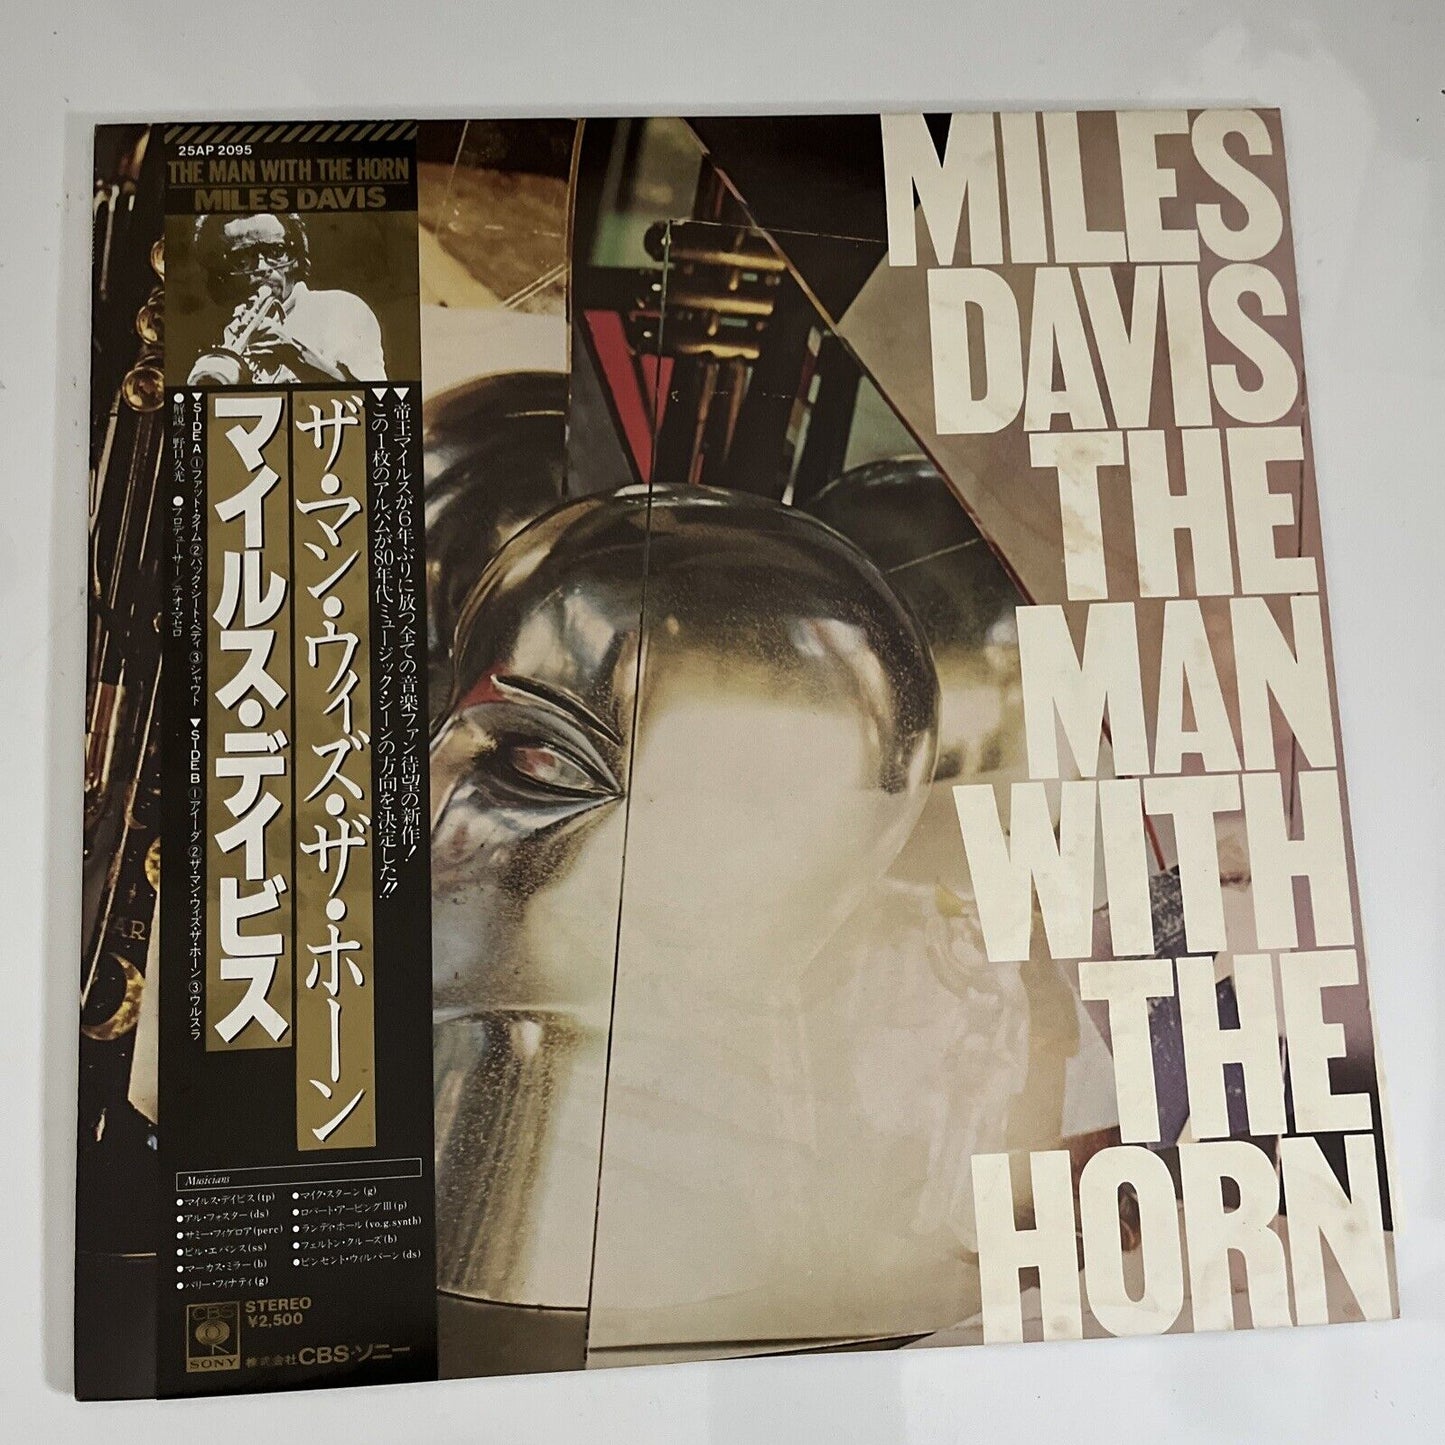 25AP 2095
THE MAN WITH THE HORN
MILES DAVIS
▼帝王マイルスが6年ぶりに放つ全ての音楽ファン待望の新作!
▼この1枚のアルバムが80年代ミュージック・シーンの方向を決定した!!
ザ・マン・ウィズ・ザ・ホーン
マイルス・デイビス
▼SIDE A ①ファット・タイム ②バック・シート・ベティ ③シャウト ▼SIDE B ①アイーダ ②ザ・マン・ウィズ・ザ・ホーン ③ウルスラ
●解説/野口久光 ●プロデューサー/テオ・マセロ
Musicians
●マイルス・デイビス(tp)
●アル・フォスター(ds)
●サミー・フィゲロア(perc)
●ビル・エバンス(ss)
●マーカス・ミラー(b)
●バリー・フィナティ(g)
●マイク・スターン(g)
●ロバート・アービングIII(p)
●ランディ・ホール(vo.g.synth)
●フェルトン・クルーズ(b)
●ビンセント・ウィルバーン(ds)
CBS
SONY
STEREO
¥2,500
株式会社CBS・ソニー
MILES
DAVIS
THE
MAN
WITH
THE
HORN